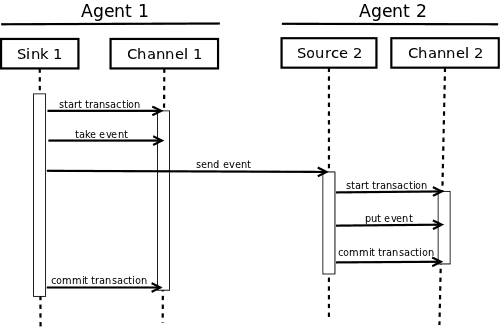 Agent 1
Agent 2
Sink 1
Channel 1
Source 2
Channel 2
start transaction
take event
send event
start transaction
put event
commit transaction
commit transaction